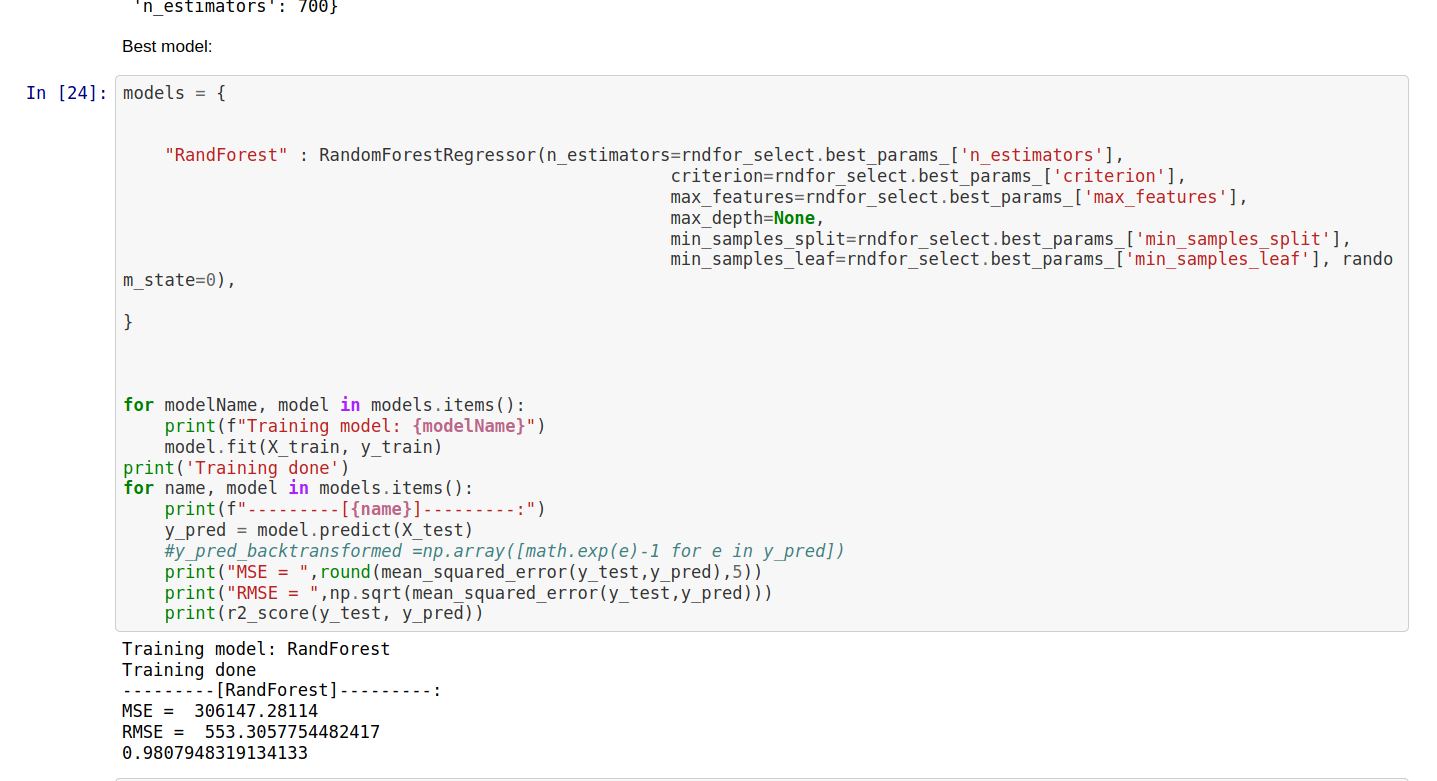 'n_estimators': 700}
Best model:
In [24]:
models = {
    "RandForest" : RandomForestRegressor(n_estimators=rndfor_select.best_params_['n_estimators'],
                                                     criterion=rndfor_select.best_params_['criterion'],
                                                     max_features=rndfor_select.best_params_['max_features'],
                                                     max_depth=None,
                                                     min_samples_split=rndfor_select.best_params_['min_samples_split'],
                                                     min_samples_leaf=rndfor_select.best_params_['min_samples_leaf'], rando
m_state=0),
}
for modelName, model in models.items():
    print(f"Training model: {modelName}")
    model.fit(X_train, y_train)
print('Training done')
for name, model in models.items():
    print(f"---------[{name}]---------:")
    y_pred = model.predict(X_test)
    #y_pred_backtransformed =np.array([math.exp(e)-1 for e in y_pred])
    print("MSE = ",round(mean_squared_error(y_test,y_pred),5))
    print("RMSE = ",np.sqrt(mean_squared_error(y_test,y_pred)))
    print(r2_score(y_test, y_pred))
Training model: RandForest
Training done
---------[RandForest]---------:
MSE =  306147.28114
RMSE =  553.3057754482417
0.9807948319134133